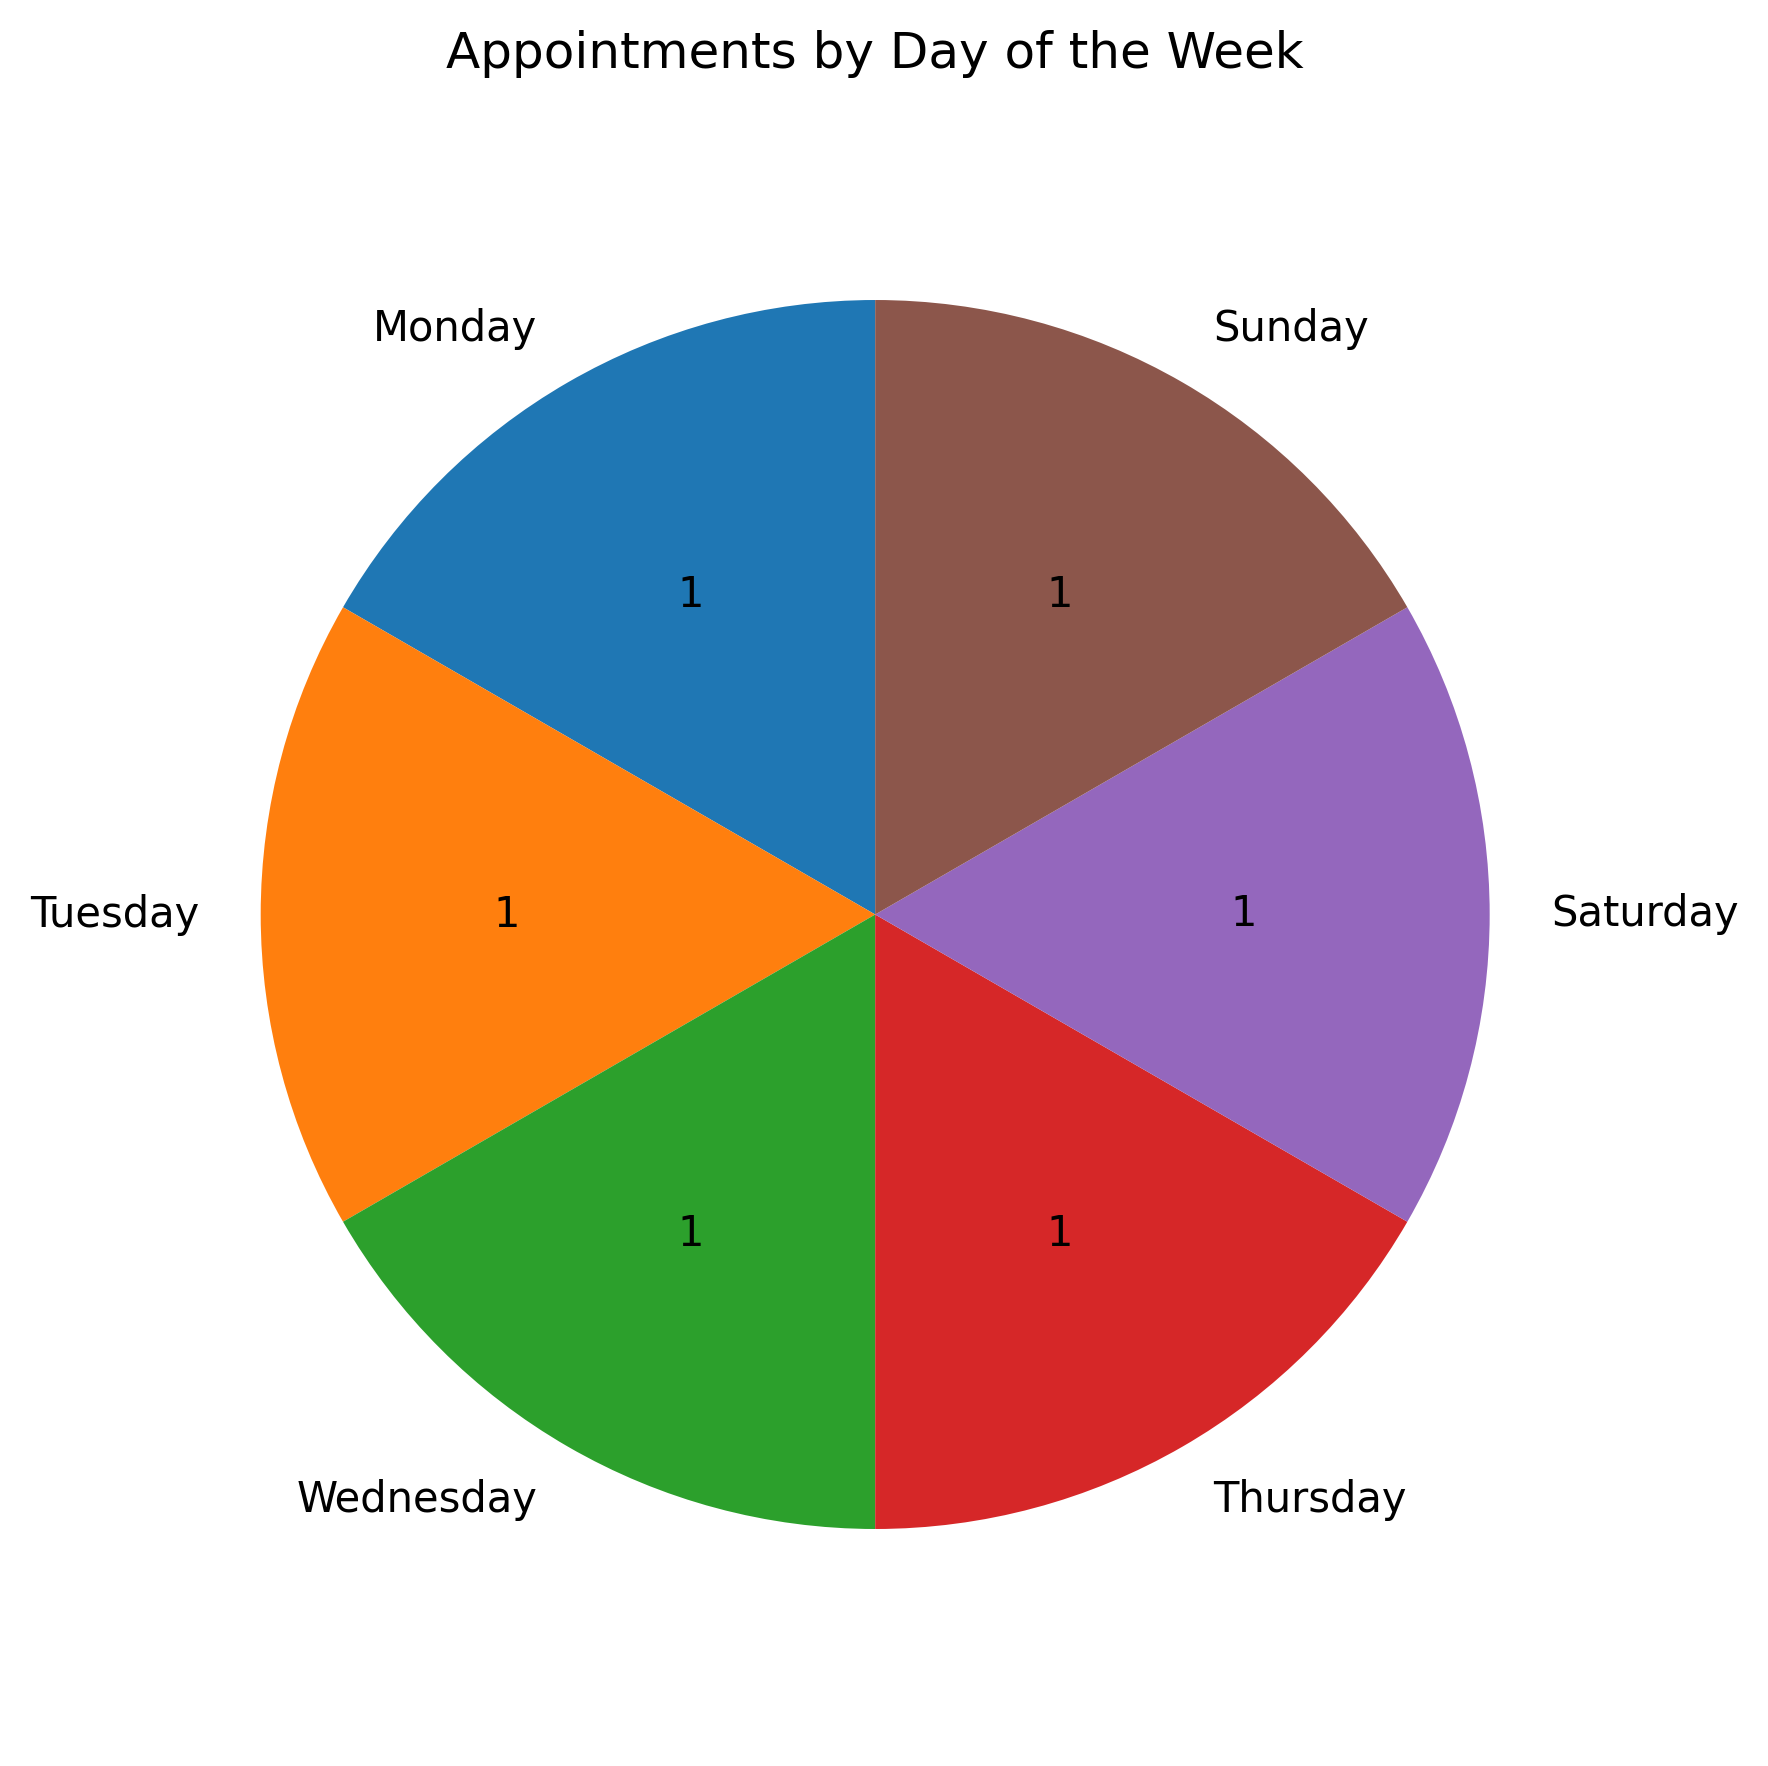 Appointments by Day of the Week
Monday
Sunday
1
1
Tuesday
1
1
Saturday
1
1
Wednesday
Thursday